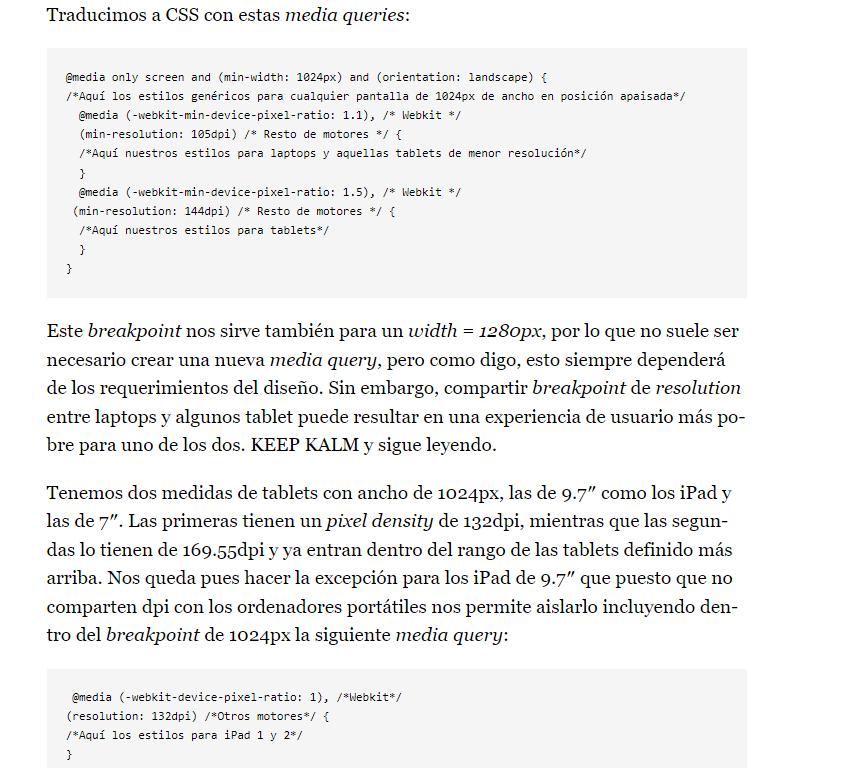 Traducimos a CSS con estas media queries:
@media only screen and (min-width: 1024px) and (orientation: landscape) {
/*Aquí los estilos genéricos para cualquier pantalla de 1024px de ancho en posición apaisada*/
@media (-webkit-min-device-pixel-ratio: 1.1), /* Webkit */
(min-resolution: 105dpi) /* Resto de motores */ {
/*Aquí nuestros estilos para laptops y aquellas tablets de menor resolución*/
}
@media (-webkit-min-device-pixel-ratio: 1.5), /* Webkit */
(min-resolution: 144dpi) /* Resto de motores */ {
/*Aquí nuestros estilos para tablets*/
}
}
Este breakpoint nos sirve también para un width = 1280px, por lo que no suele ser
necesario crear una nueva media query, pero como digo, esto siempre dependerá
de los requerimientos del diseño. Sin embargo, compartir breakpoint de resolution
entre laptops y algunos tablet puede resultar en una experiencia de usuario más po-
bre para uno de los dos. KEEP KALM y sigue leyendo.
Tenemos dos medidas de tablets con ancho de 1024px, las de 9.7″ como los iPad y
las de 7″. Las primeras tienen un pixel density de 132dpi, mientras que las segun-
das lo tienen de 169.55dpi y ya entran dentro del rango de las tablets definido más
arriba. Nos queda pues hacer la excepción para los iPad de 9.7″ que puesto que no
comparten dpi con los ordenadores portátiles nos permite aislarlo incluyendo den-
tro del breakpoint de 1024px la siguiente media query:
@media (-webkit-device-pixel-ratio: 1), /*Webkit*/
(resolution: 132dpi) /*Otros motores*/ {
/*Aquí los estilos para iPad 1 y 2*/
}